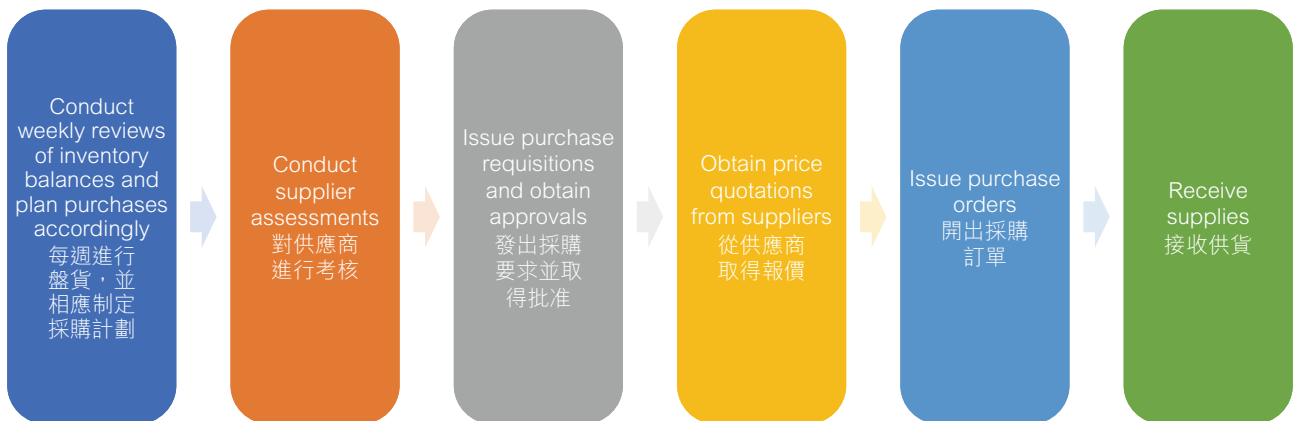 Conduct
weekly reviews
of inventory
balances and
plan purchases
accordingly
每週進行
盤貨，並
相應制定
採購計劃
Conduct
supplier
assessments
對供應商
進行考核
Issue purchase
requisitions
and obtain
approvals
發出採購
要求並取
得批准
Obtain price
quotations
from suppliers
從供應商
取得報價
Issue purchase
orders
開出採購
訂單
Receive
supplies
接收供貨